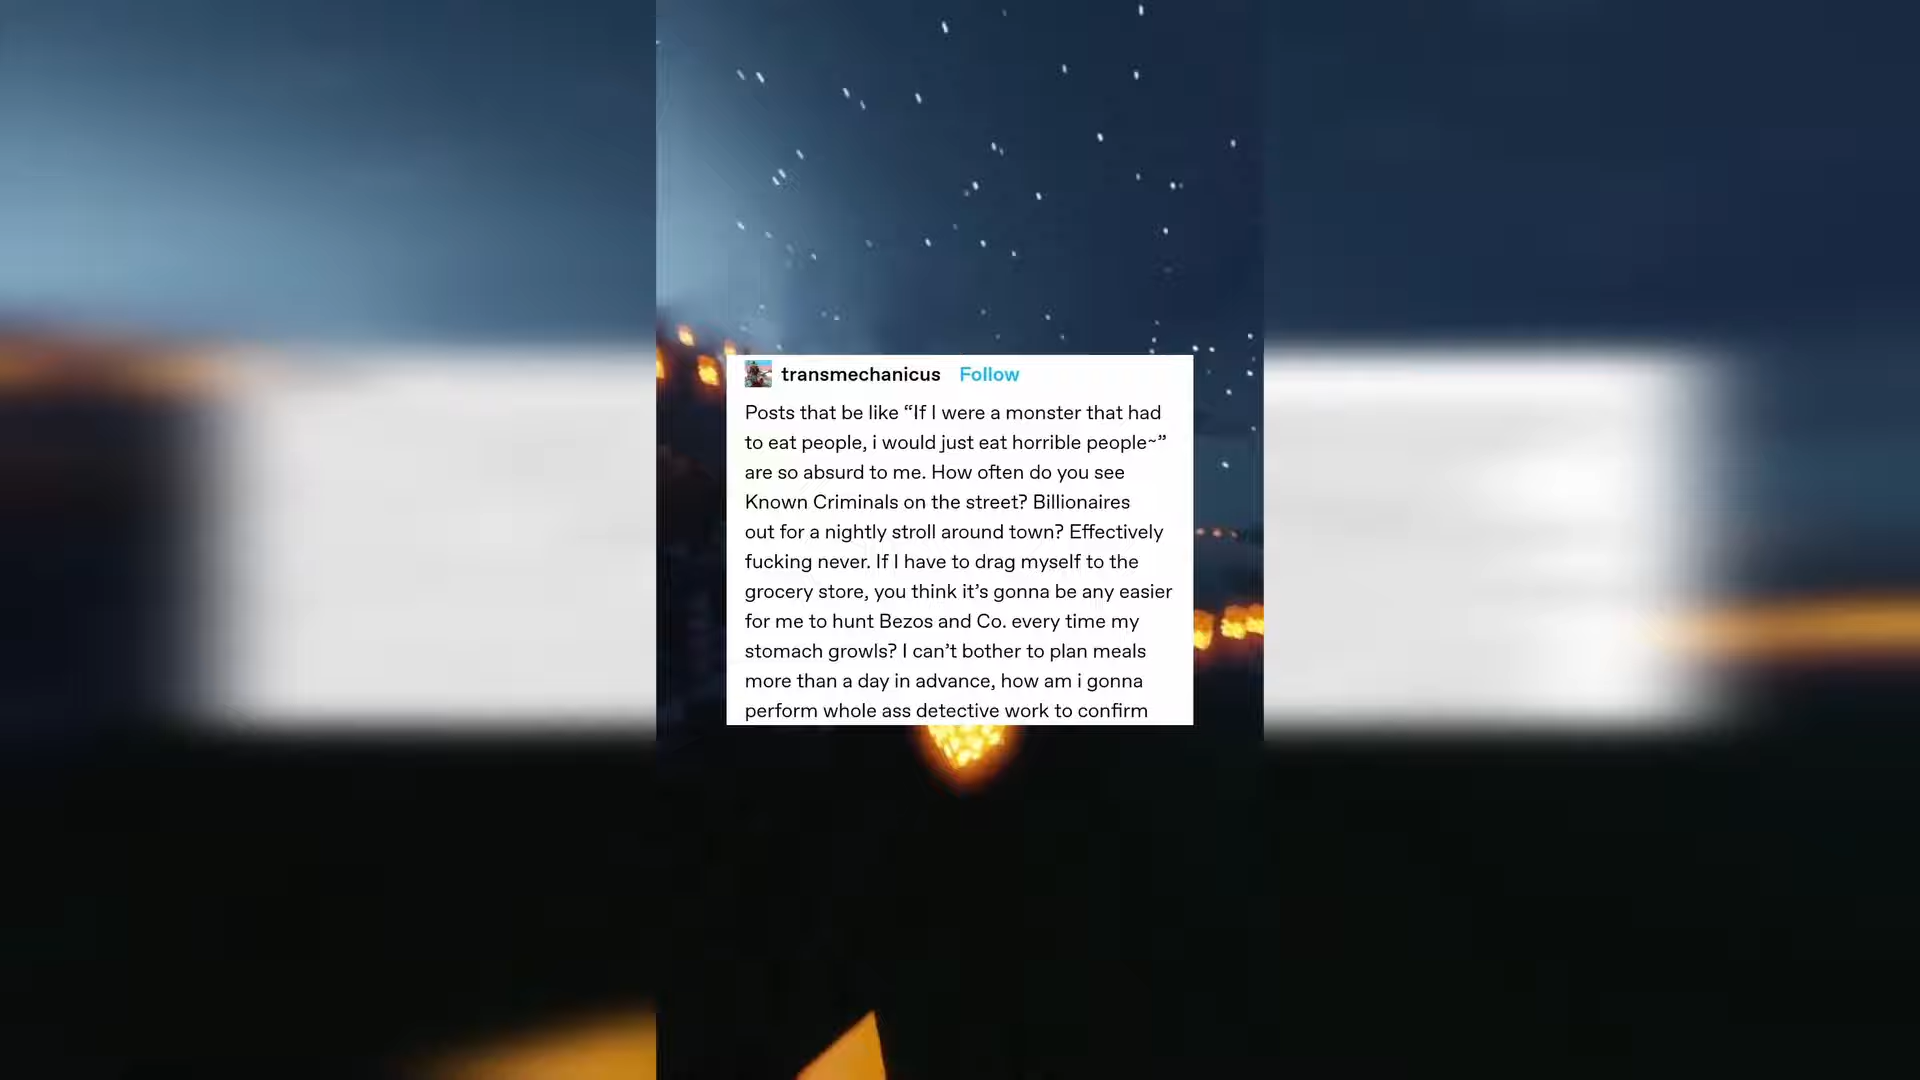 transmechanicus Follow
Posts that be like “If I were a monster that had
to eat people, i would just eat horrible people~”
are so absurd to me. How often do you see
Known Criminals on the street? Billionaires
out for a nightly stroll around town? Effectively
fucking never. If I have to drag myself to the
grocery store, you think it’s gonna be any easier
for me to hunt Bezos and Co. every time my
stomach growls? I can’t bother to plan meals
more than a day in advance, how am i gonna
perform whole ass detective work to confirm